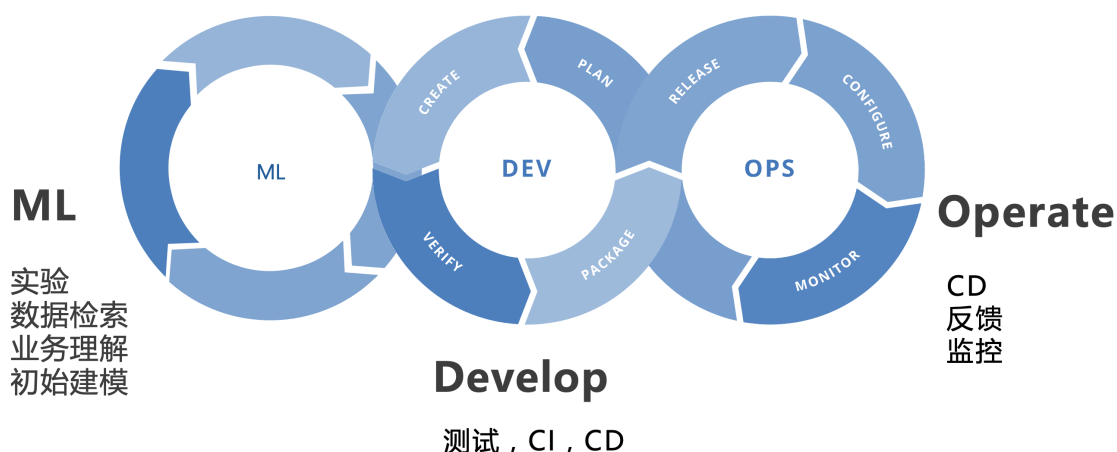 CREATE
PLAN
RELEASE
CONFIGURE
ML
DEV
OPS
VERIFY
PACKAGE
MONITOR
ML
实验
数据检索
业务理解
初始建模
Develop
测试，CI，CD
Operate
CD
反馈
监控